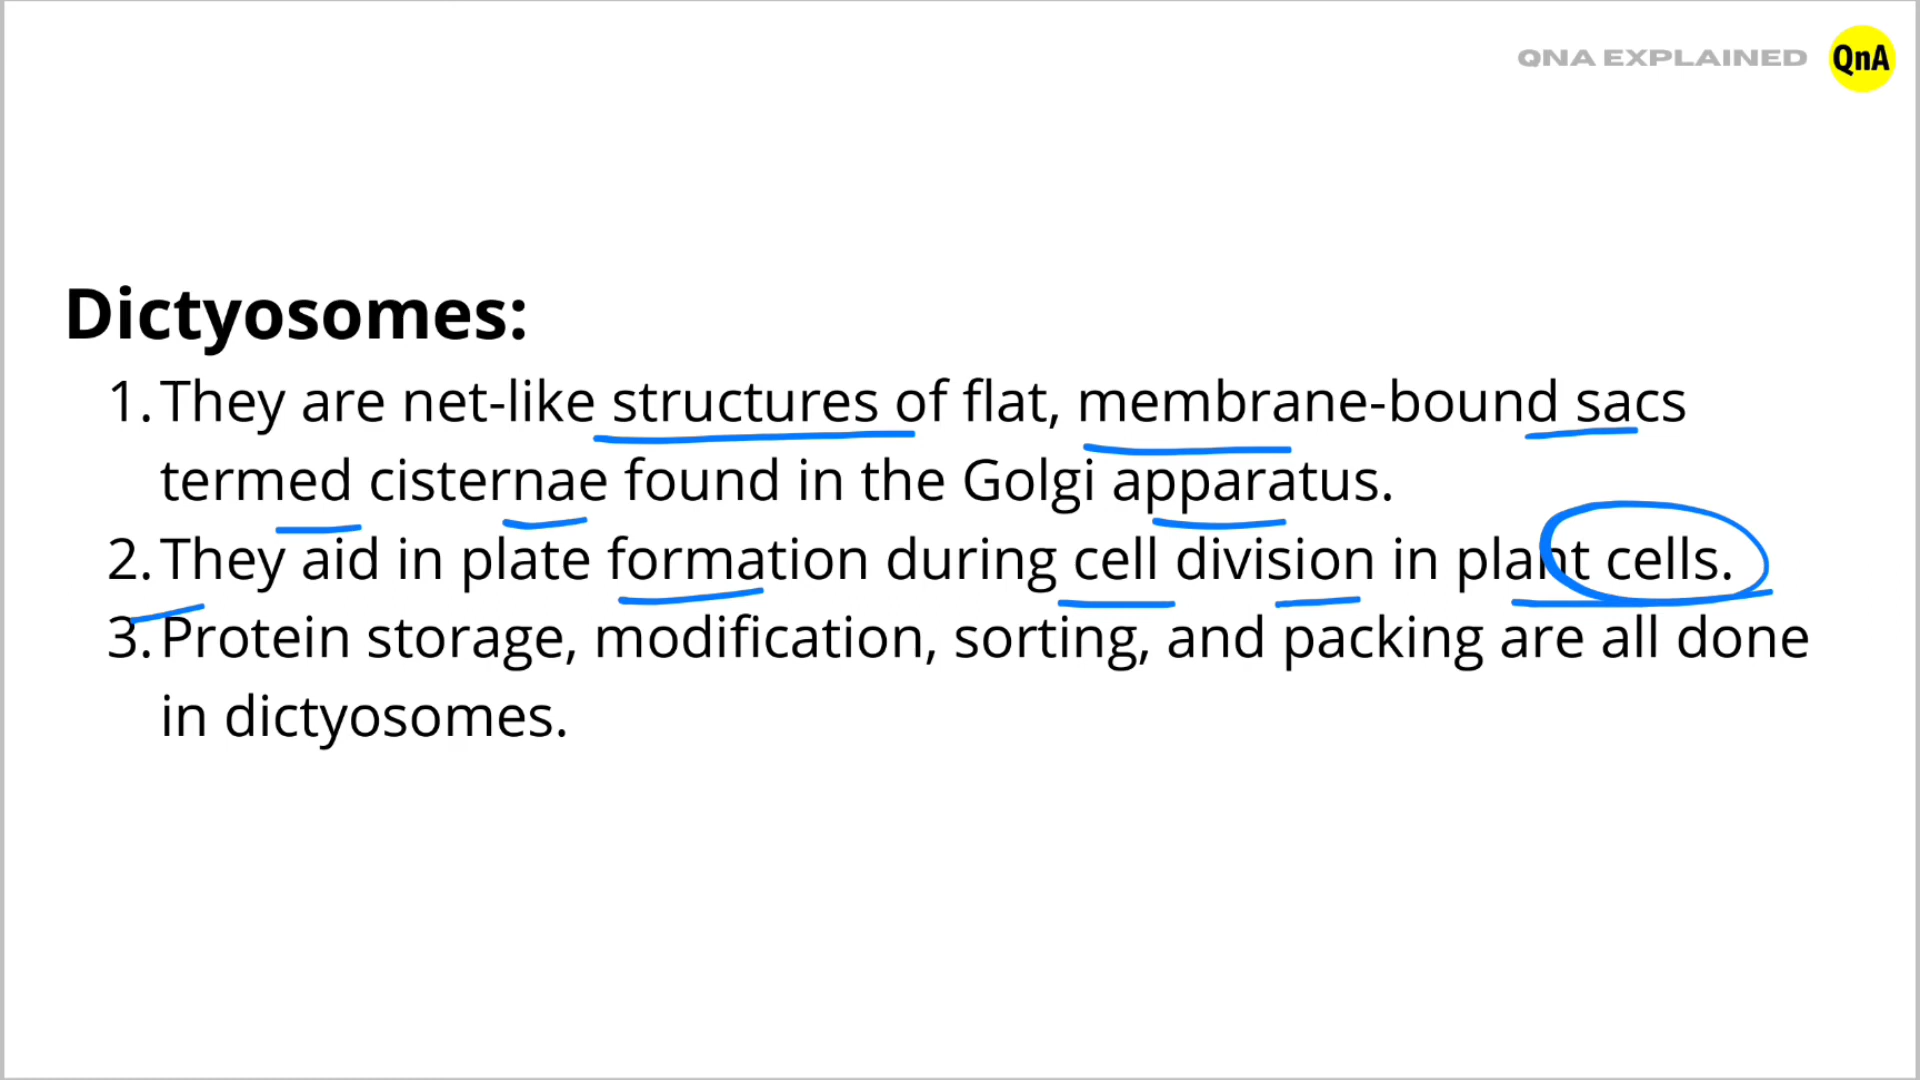 QNA EXPLAINED QnA
Dictyosomes:
1. They are net-like structures of flat, membrane-bound sacs
termed cisternae found in the Golgi apparatus.
2. They aid in plate formation during cell division in plant cells.
3. Protein storage, modification, sorting, and packing are all done
in dictyosomes.